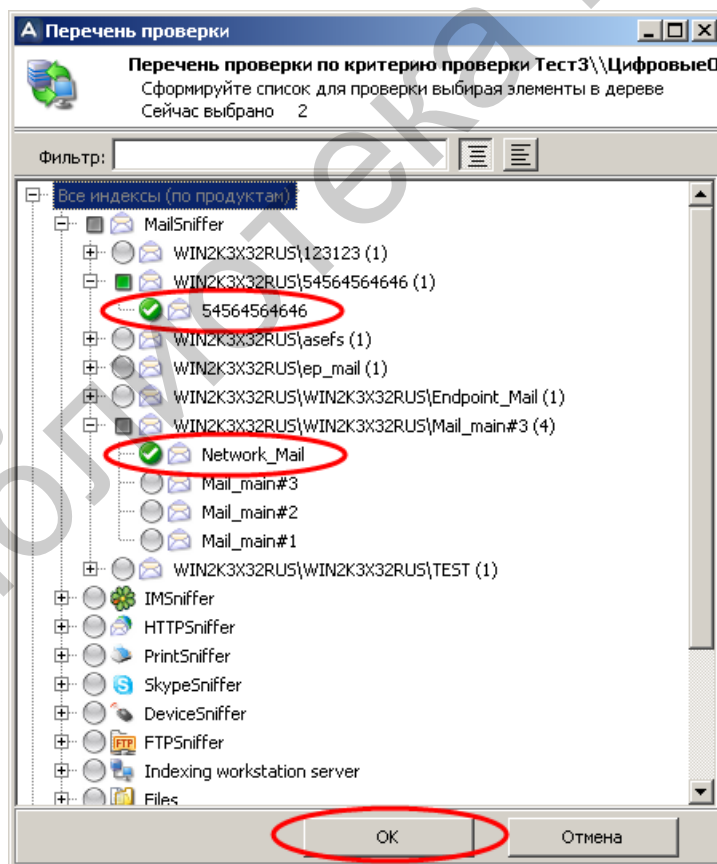 Перечень проверки
Перечень проверки по критерию проверки Тест3\\ЦифровыеО
Сформируйте список для проверки выбирая элементы в дереве
Сейчас выбрано 2
Фильтр:
Все индексы (по продуктам)
MailSniffer
WIN2K3X32RUS\123123 (1)
WIN2K3X32RUS\54564564646 (1)
54564564646
WIN2K3X32RUS\asefs (1)
WIN2K3X32RUS\ep_mail (1)
WIN2K3X32RUS\WIN2K3X32RUS\Endpoint_Mail (1)
WIN2K3X32RUS\WIN2K3X32RUS\Mail_main#3 (4)
Network_Mail
Mail_main#3
Mail_main#2
Mail_main#1
WIN2K3X32RUS\WIN2K3X32RUS\TEST (1)
IMSniffer
HTTPSniffer
PrintSniffer
SkypeSniffer
DeviceSniffer
FTP FTPSniffer
Indexing workstation server
Files
OK Отмена